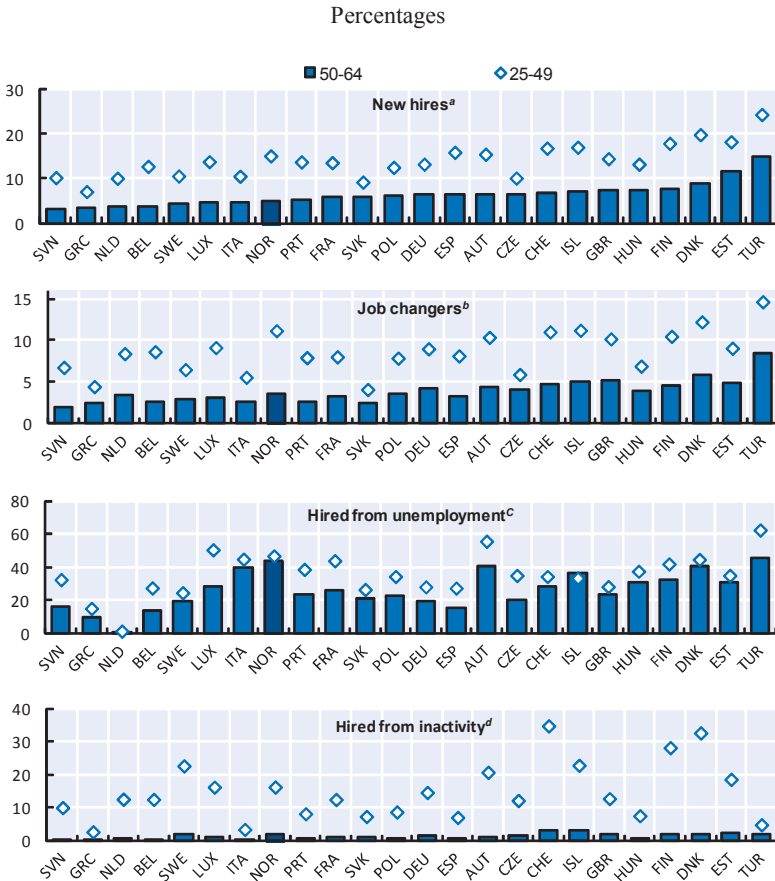 Percentages
50-64 25-49
New hires^a
30
20
10
0
SVN GRC NLD BEL SWE LUX ITA NOR PRT FRA SVK POL DEU ESP AUT CZE CHE ISL GBR HUN FIN DNK EST TUR
Job changers^b
15
10
5
0
SVN GRC NLD BEL SWE LUX ITA NOR PRT FRA SVK POL DEU ESP AUT CZE CHE ISL GBR HUN FIN DNK EST TUR
Hired from unemployment^C
80
60
40
20
0
SVN GRC NLD BEL SWE LUX ITA NOR PRT FRA SVK POL DEU ESP AUT CZE CHE ISL GBR HUN FIN DNK EST TUR
Hired from inactivity^d
40
30
20
10
0
SVN GRC NLD BEL SWE LUX ITA NOR PRT FRA SVK POL DEU ESP AUT CZE CHE ISL GBR HUN FIN DNK EST TUR